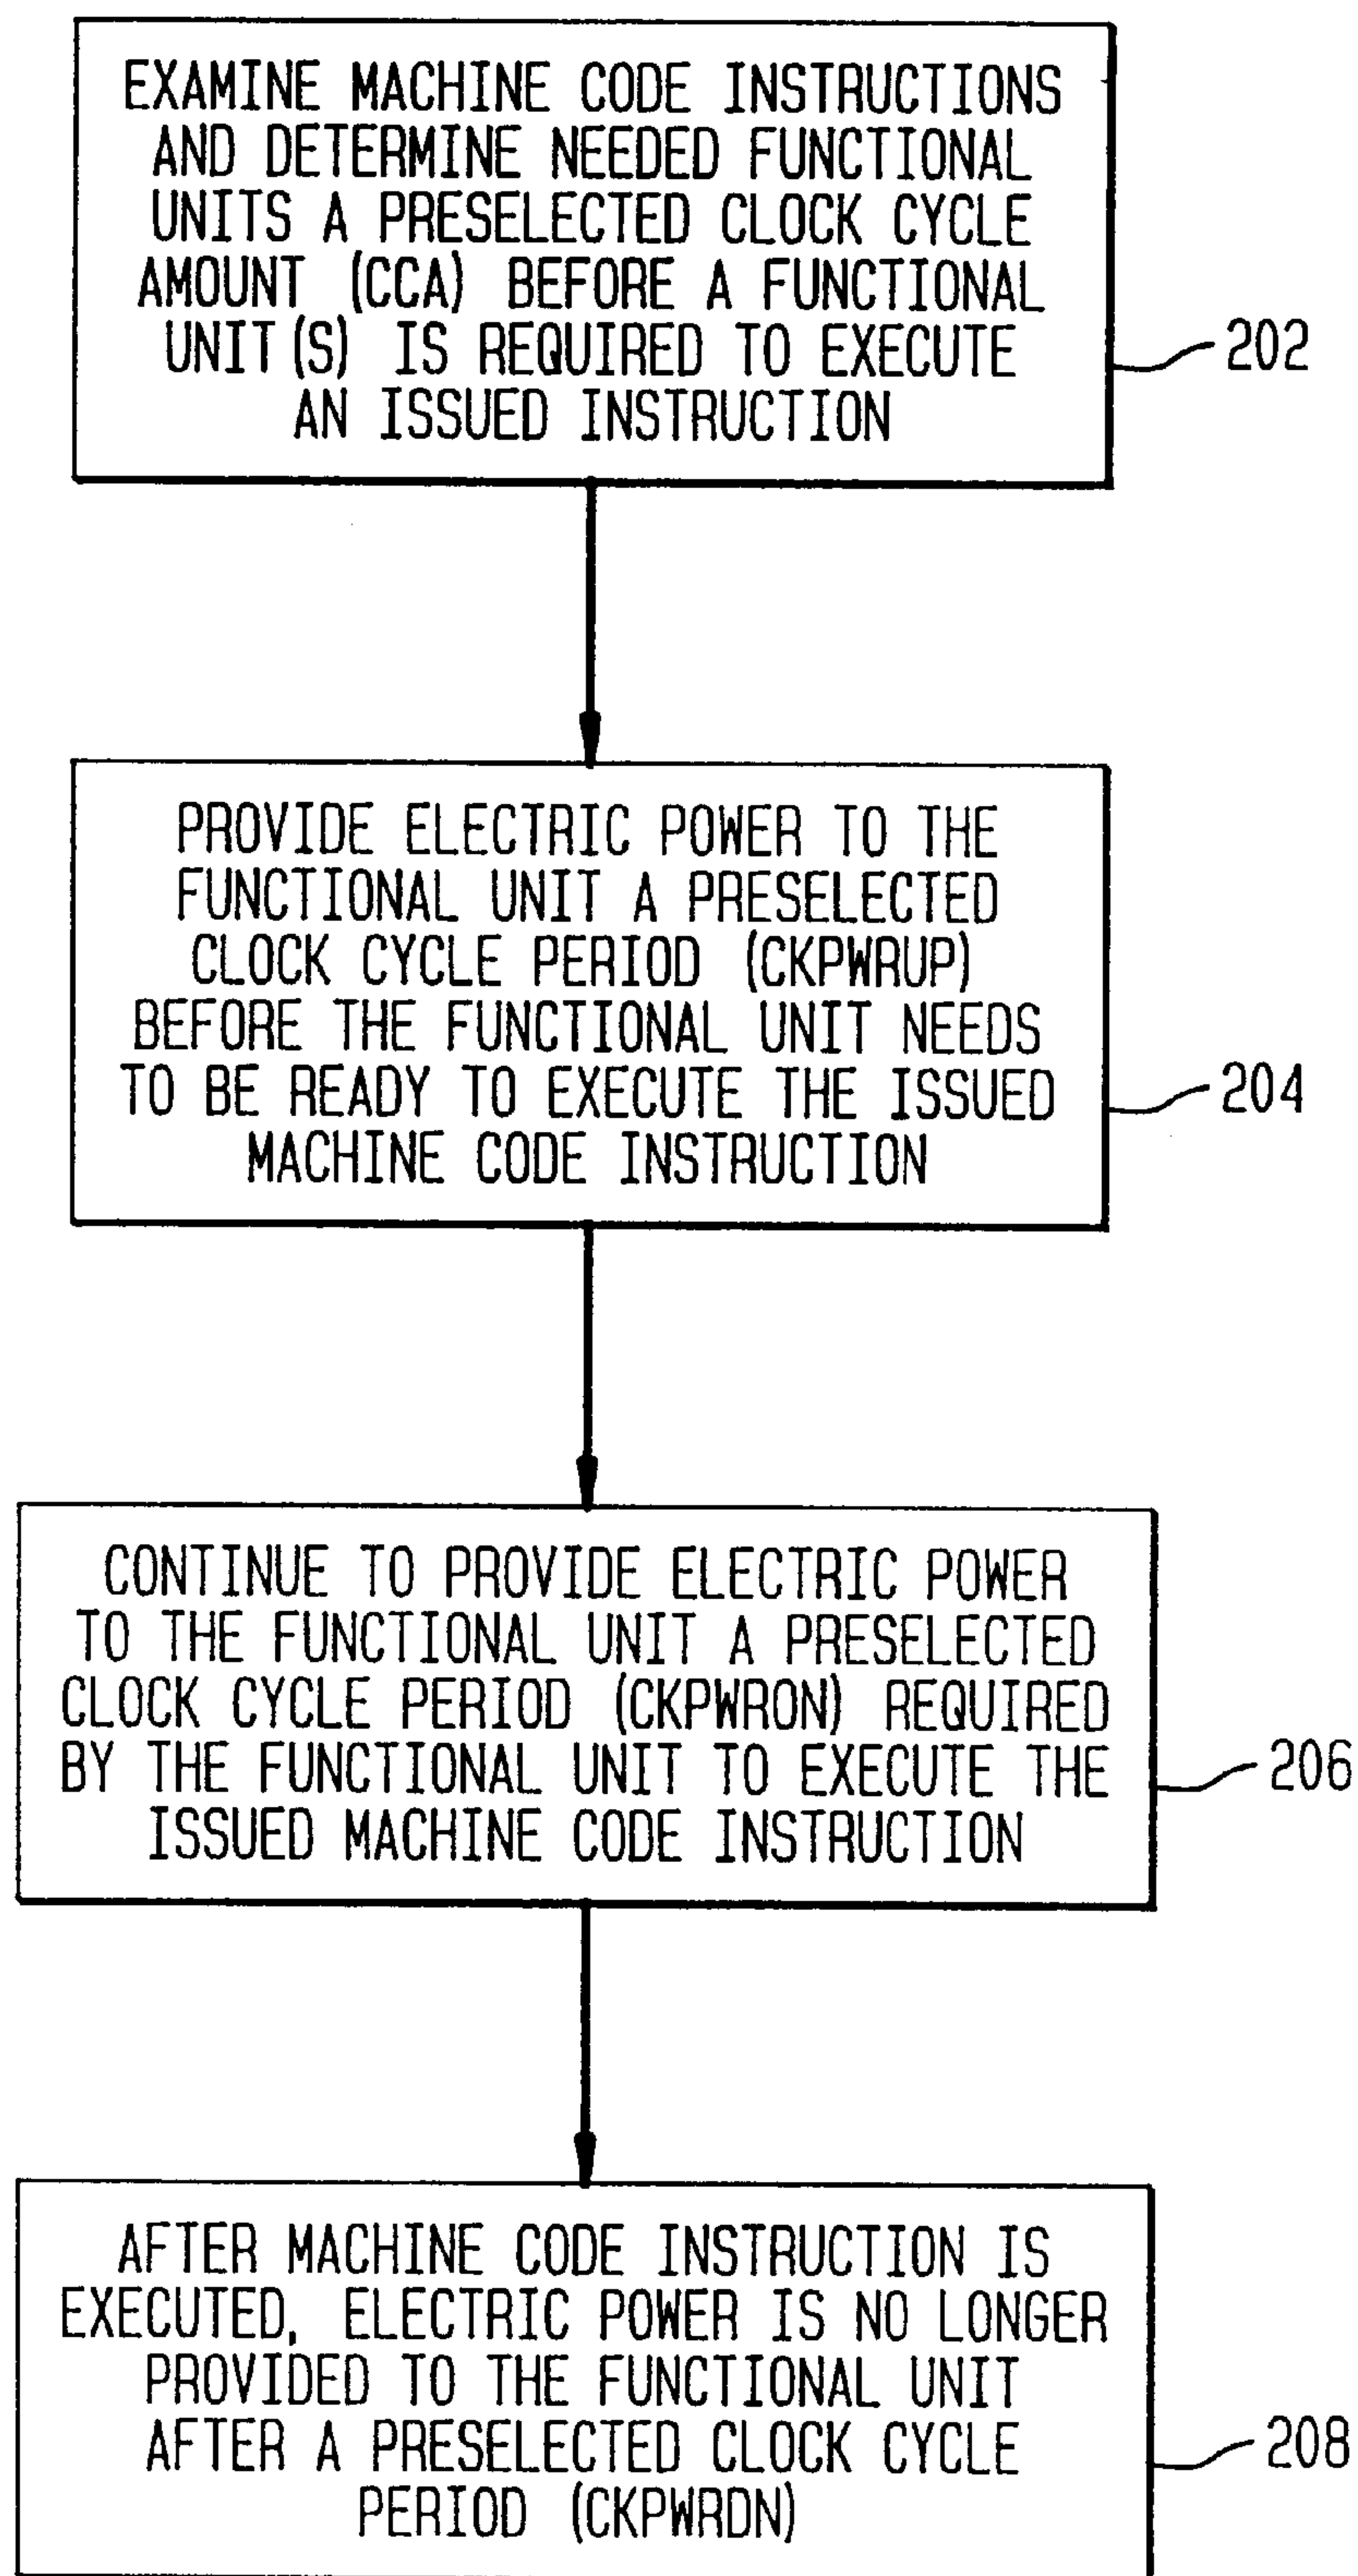 EXAMINE MACHINE CODE INSTRUCTIONS
AND DETERMINE NEEDED FUNCTIONAL
UNITS A PRESELECTED CLOCK CYCLE
AMOUNT (CCA) BEFORE A FUNCTIONAL
UNIT(S) IS REQUIRED TO EXECUTE
AN ISSUED INSTRUCTION
202
PROVIDE ELECTRIC POWER TO THE
FUNCTIONAL UNIT A PRESELECTED
CLOCK CYCLE PERIOD (CKPWRUP)
BEFORE THE FUNCTIONAL UNIT NEEDS
TO BE READY TO EXECUTE THE ISSUED
MACHINE CODE INSTRUCTION
204
CONTINUE TO PROVIDE ELECTRIC POWER
TO THE FUNCTIONAL UNIT A PRESELECTED
CLOCK CYCLE PERIOD (CKPWRON) REQUIRED
BY THE FUNCTIONAL UNIT TO EXECUTE THE
ISSUED MACHINE CODE INSTRUCTION
206
AFTER MACHINE CODE INSTRUCTION IS
EXECUTED, ELECTRIC POWER IS NO LONGER
PROVIDED TO THE FUNCTIONAL UNIT
AFTER A PRESELECTED CLOCK CYCLE
PERIOD (CKPWRDN)
208